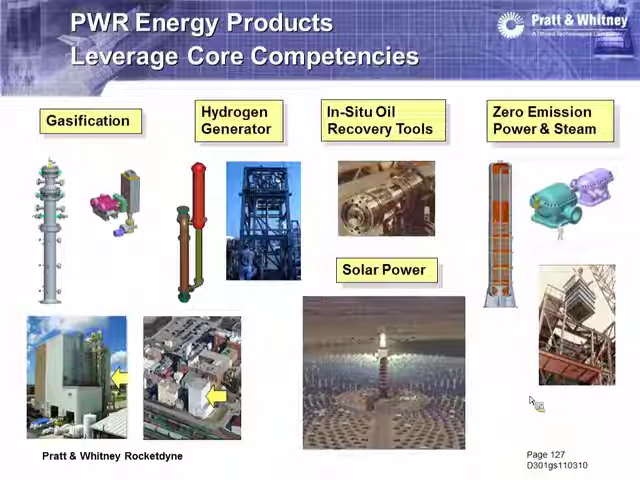 PWR Energy Products
Leverage Core Competencies
Pratt & Whitney
A United Technologies Company
Gasification
Hydrogen
Generator
In-Situ Oil
Recovery Tools
Zero Emission
Power & Steam
Solar Power
Pratt & Whitney Rocketdyne
Page 127
D301gs110310